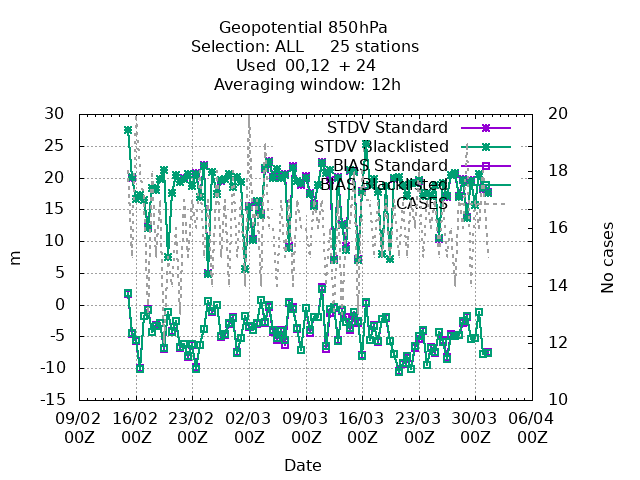 Geopotential 850hPa
Selection: ALL     25 stations
Used  00,12  + 24
Averaging window: 12h
30
25
20
15
10
5
0
-5
-10
-15
20
18
16
14
12
10
STDV Standard
STDV Blacklisted
BIAS Standard
BIAS Blacklisted
CASES
m
No cases
09/02 16/02 23/02 02/03 09/03 16/03 23/03 30/03 06/04
00Z 00Z 00Z 00Z 00Z 00Z 00Z 00Z 00Z
Date